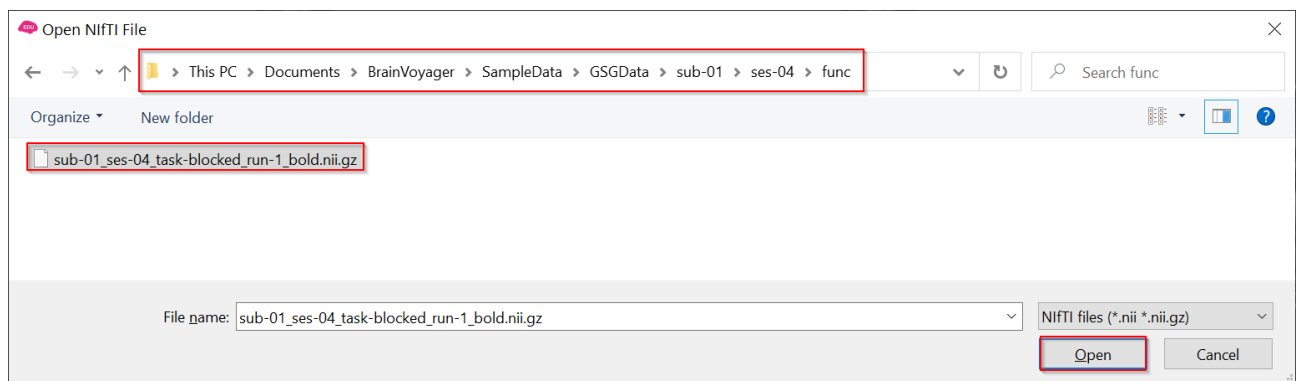 EDU Open NIfTI File
This PC > Documents > BrainVoyager > SampleData > GSGData > sub-01 > ses-04 > func
Search func
Organize New folder
?
sub-01_ses-04_task-blocked_run-1_bold.nii.gz
File name: sub-01_ses-04_task-blocked_run-1_bold.nii.gz NIfTI files (*.nii *.nii.gz)
Open Cancel